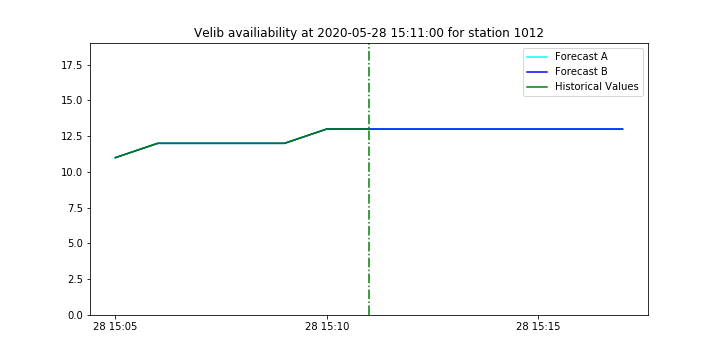 Velib availiability at 2020-05-28 15:11:00 for station 1012
Forecast A
Forecast B
Historical Values
17.5
15.0
12.5
10.0
7.5
5.0
2.5
0.0
28 15:05
28 15:10
28 15:15